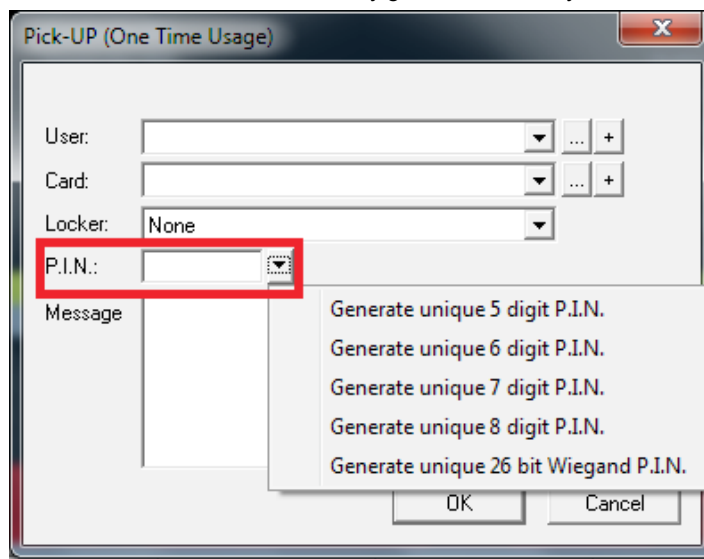 Pick-UP (One Time Usage)
User:
... +
Card:
... +
Locker: None
P.I.N.:
Message
Generate unique 5 digit P.I.N.
Generate unique 6 digit P.I.N.
Generate unique 7 digit P.I.N.
Generate unique 8 digit P.I.N.
Generate unique 26 bit Wiegand P.I.N.
OK Cancel